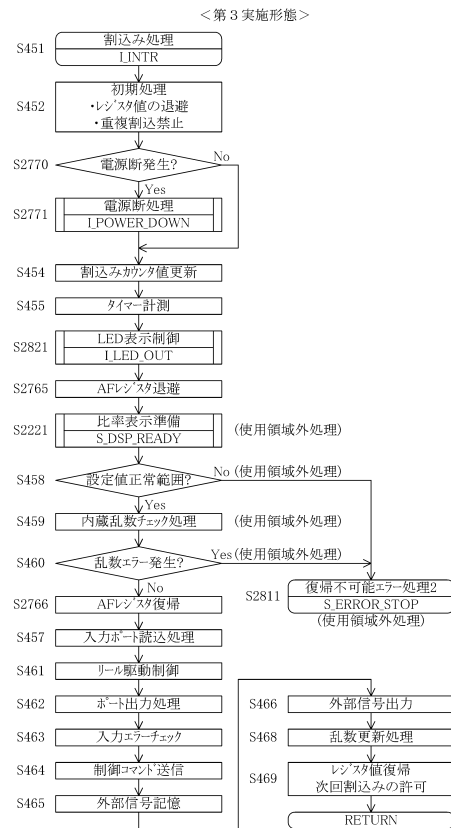 ＜第３実施形態＞
S451 割込み処理
I_INTR
S452 初期処理
・レジスタ値の退避
・重複割込禁止
S2770 電源断発生? No
Yes
S2771 電源断処理
I_POWER_DOWN
S454 割込みカウンタ値更新
S455 タイマー計測
S2821 LED表示制御
I_LED_OUT
S2765 AFレジスタ退避
S2221 比率表示準備 (使用領域外処理)
S_DSP_READY
S458 設定値正常範囲? No (使用領域外処理)
Yes
S459 内蔵乱数チェック処理 (使用領域外処理)
S460 乱数エラー発生? Yes (使用領域外処理)
No
S2811 復帰不可能エラー処理2
S_ERROR_STOP
(使用領域外処理)
S2766 AFレジスタ復帰
S457 入力ポート読込処理
S461 リール駆動制御
S462 ポート出力処理
S463 入力エラーチェック
S464 制御コマンド送信
S465 外部信号記憶
S466 外部信号出力
S468 乱数更新処理
S469 レジスタ値復帰
次回割込みの許可
RETURN